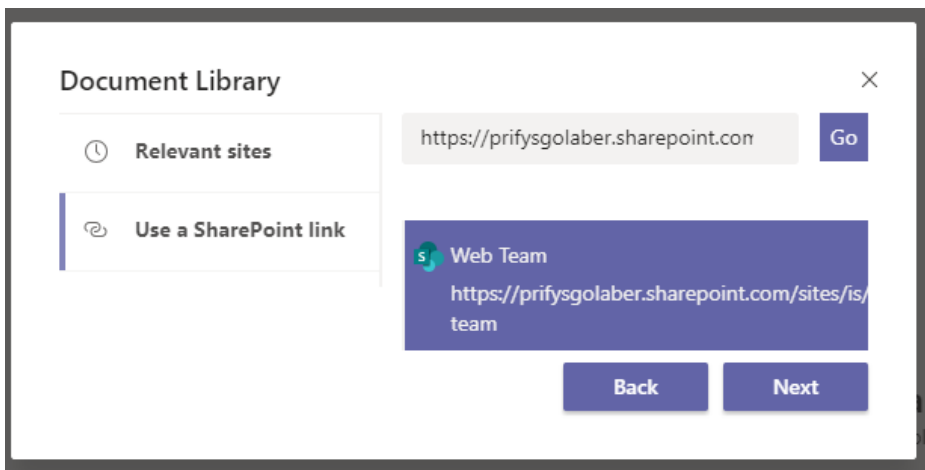 Document Library
Relevant sites
Use a SharePoint link
https://prifysgolaber.sharepoint.com
Go
S
Web Team
https://prifysgolaber.sharepoint.com/sites/is/
team
Back
Next